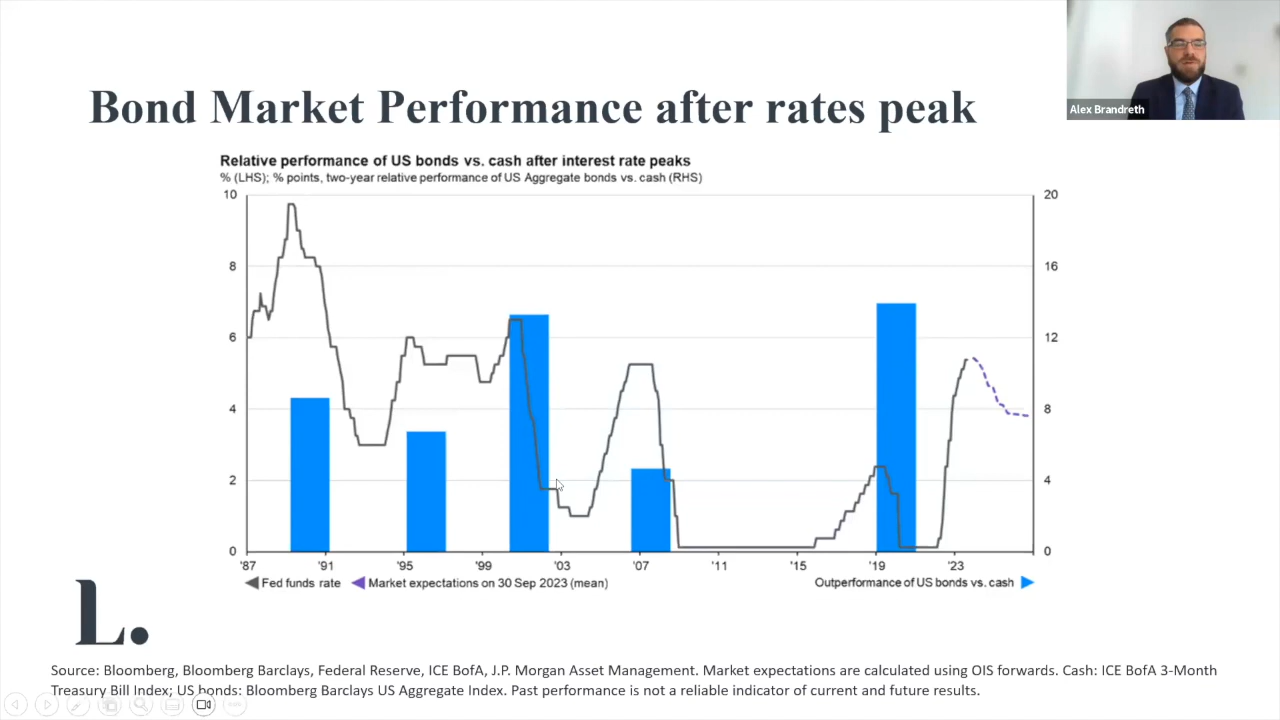 Alex Brandreth
Bond Market Performance after rates peak
Relative performance of US bonds vs. cash after interest rate peaks
% (LHS); % points, two-year relative performance of US Aggregate bonds vs. cash (RHS)
10
8
6
4
2
0
20
16
12
8
4
0
'87 '91 '95 '99 '03 '07 '11 '15 '19 '23
Fed funds rate Market expectations on 30 Sep 2023 (mean) Outperformance of US bonds vs. cash
L.
Source: Bloomberg, Bloomberg Barclays, Federal Reserve, ICE BofA, J.P. Morgan Asset Management. Market expectations are calculated using OIS forwards. Cash: ICE BofA 3-Month
Treasury Bill Index; US bonds: Bloomberg Barclays US Aggregate Index. Past performance is not a reliable indicator of current and future results.